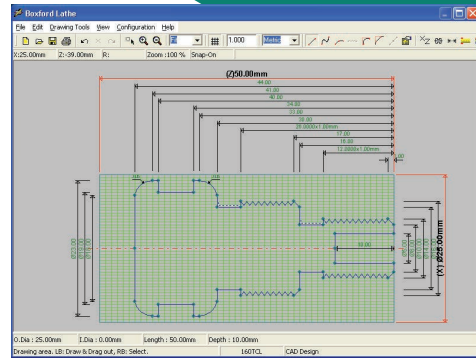 Boxford Lathe
File Edit Drawing Tools View Configuration Help
1.000 Metric
X:25.00mm Z:-39.00mm R: Zoom :100 % Snap-On
(Z)50.00mm
44.00
41.00
40.00
34.00
33.00
30.00
26.0000x1.00mm
17.00
16.00
12.0000x1.00mm
10.00
(X) Ø25.00mm
O.Dia : 25.00mm I.Dia : 0.00mm Length : 50.00mm Depth : 10.00mm
Drawing area. LB: Draw & Drag out, RB: Select. 160TCL CAD Design